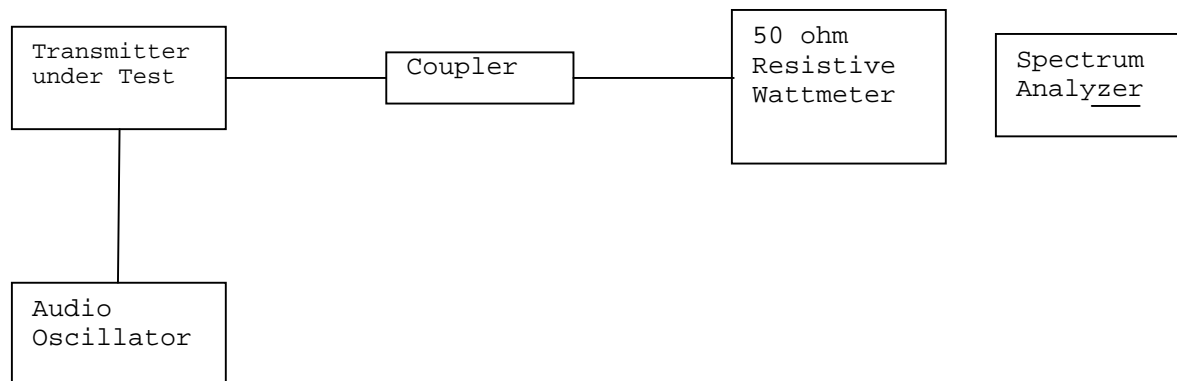 Transmitter
under Test
Coupler
50 ohm
Resistive
Wattmeter
Spectrum
Analyzer
Audio
Oscillator